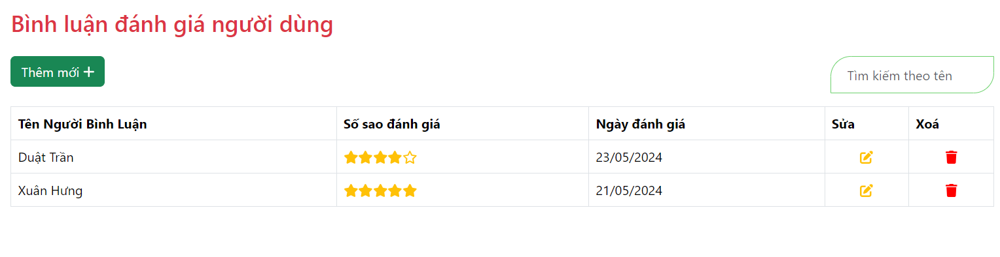 Bình luận đánh giá người dùng
Thêm mới +
Tìm kiếm theo tên
Tên Người Bình Luận Số sao đánh giá Ngày đánh giá Sửa Xoá
Duật Trần 23/05/2024
Xuân Hưng 21/05/2024